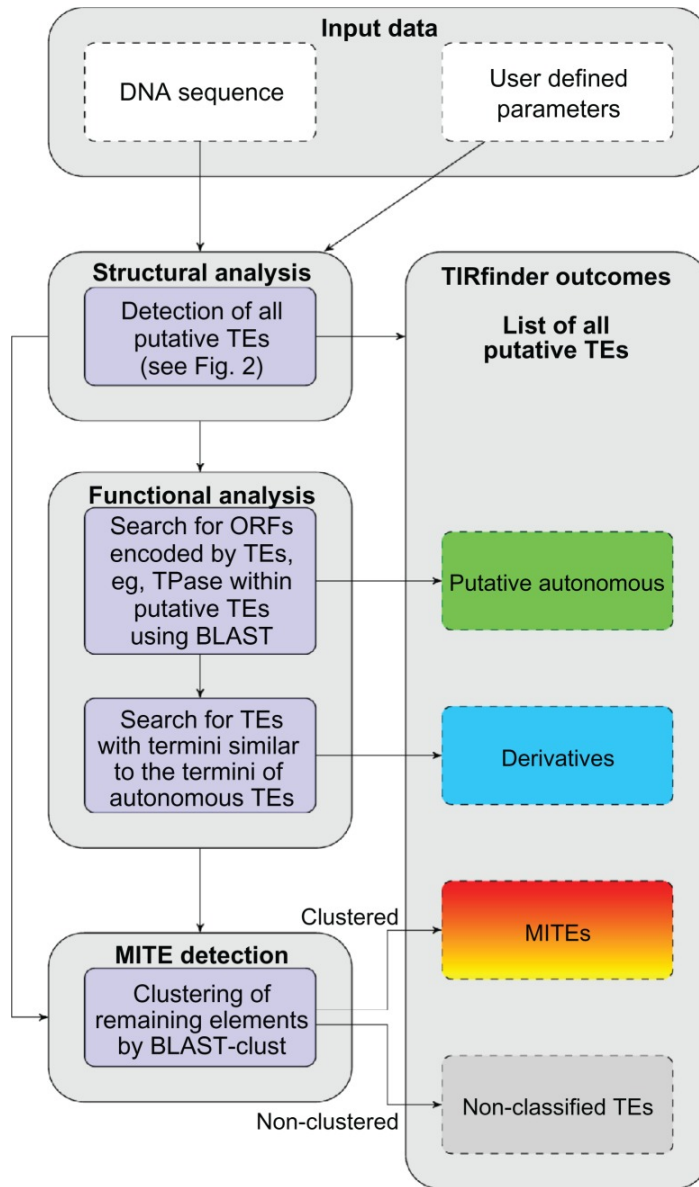 Input data
DNA sequence
User defined
parameters
Structural analysis
Detection of all
putative TEs
(see Fig. 2)
TIRfinder outcomes
List of all
putative TEs
Functional analysis
Search for ORFs
encoded by TEs,
eg, TPase within
putative TEs
using BLAST
Putative autonomous
Search for TEs
with termini similar
to the termini of
autonomous TEs
Derivatives
MITE detection
Clustering of
remaining elements
by BLAST-clust
Clustered
MITEs
Non-clustered
Non-classified TEs